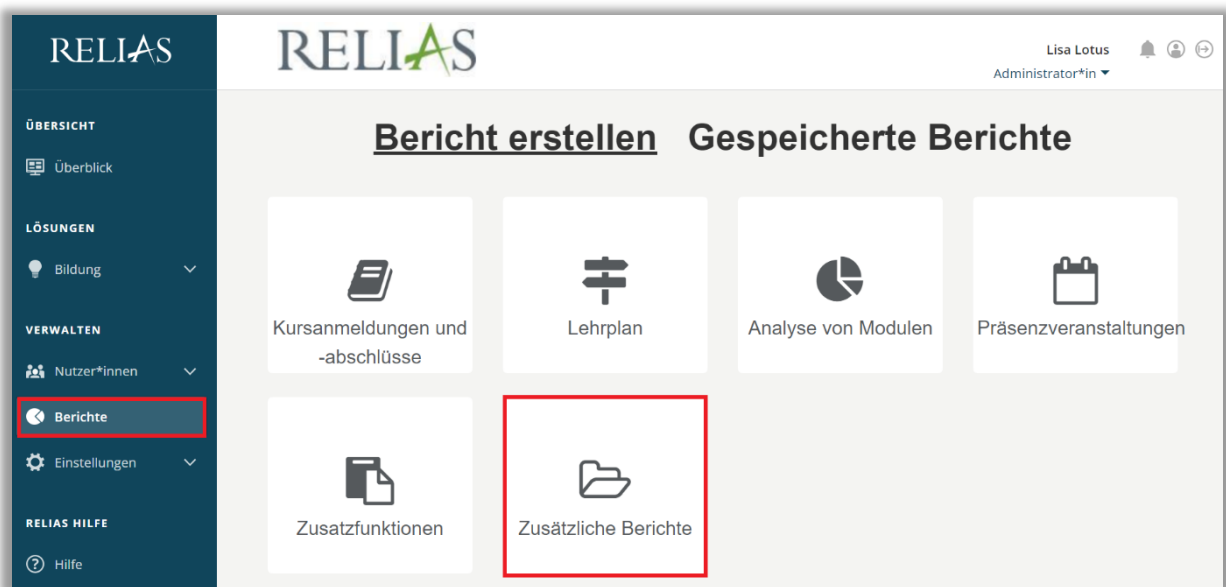 RELIAS
RELIAS
Lisa Lotus
Administrator*in
ÜBERSICHT
Überblick
LÖSUNGEN
Bildung
VERWALTEN
Nutzer*innen
Berichte
Einstellungen
RELIAS HILFE
Hilfe
Bericht erstellen Gespeicherte Berichte
Kursanmeldungen und
-abschlüsse
Lehrplan
Analyse von Modulen
Präsenzveranstaltungen
Zusatzfunktionen
Zusätzliche Berichte